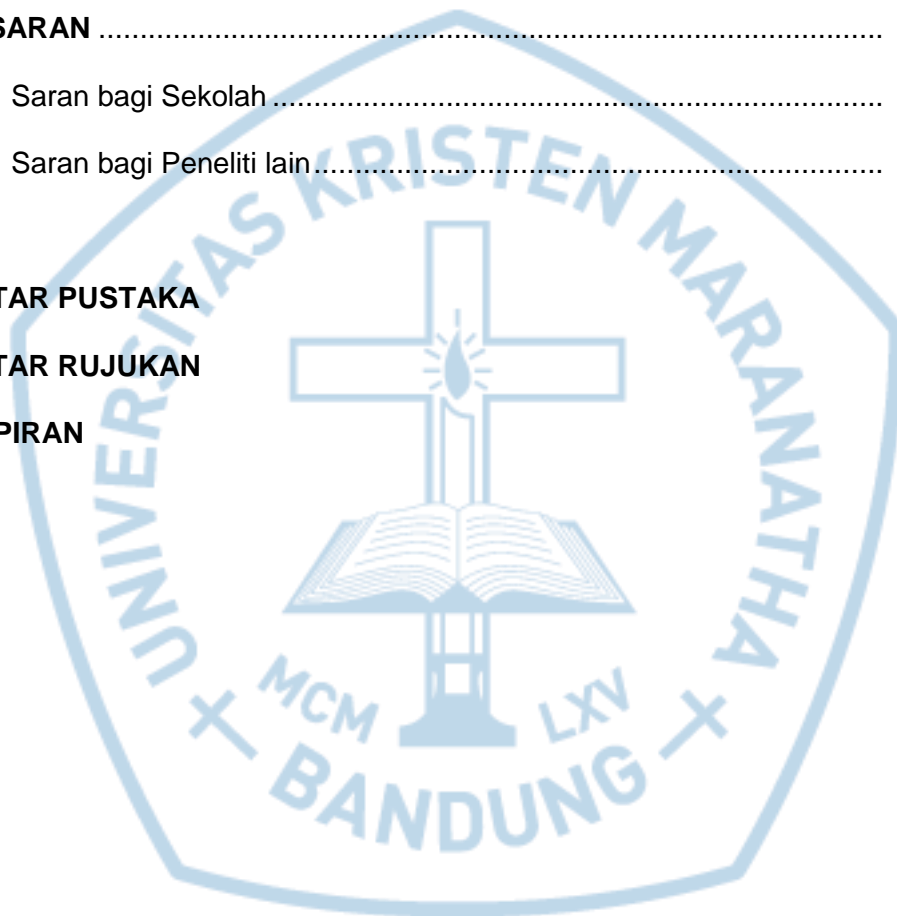 SARAN ....................................................................................................
Saran bagi Sekolah ..............................................................................
Saran bagi Peneliti lain .........................................................................
TAR PUSTAKA
TAR RUJUKAN
PIRAN
UNIVERSITAS KRISTEN MARANATHA
MCM LXV
BANDUNG